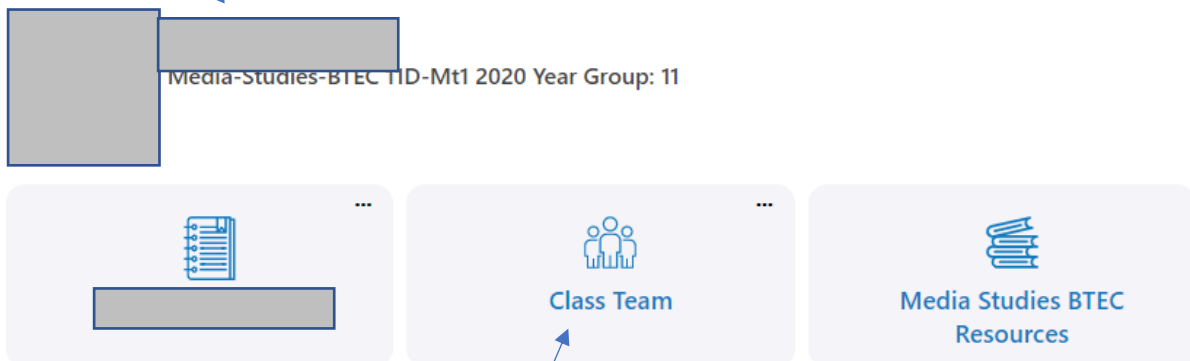 Media-Studies-BTEC 11D-Mt1 2020 Year Group: 11
...
...
Class Team
Media Studies BTEC
Resources